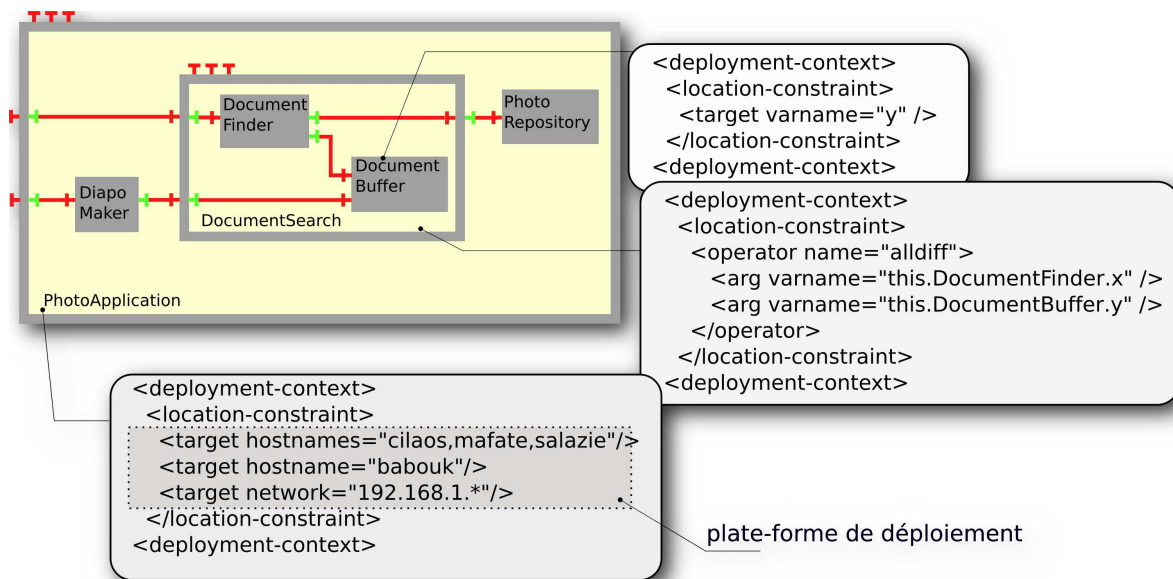 Document
Finder
Photo
Repository
Document
Buffer
Diapo
Maker
DocumentSearch
PhotoApplication
<deployment-context>
<location-constraint>
<target varname="y" />
</location-constraint>
<deployment-context>
<deployment-context>
<location-constraint>
<operator name="alldiff">
<arg varname="this.DocumentFinder.x" />
<arg varname="this.DocumentBuffer.y" />
</operator>
</location-constraint>
<deployment-context>
<deployment-context>
<location-constraint>
<target hostnames="cilaos,mafate,salazie"/>
<target hostname="babouk"/>
<target network="192.168.1.*"/>
</location-constraint>
<deployment-context>
plate-forme de déploiement